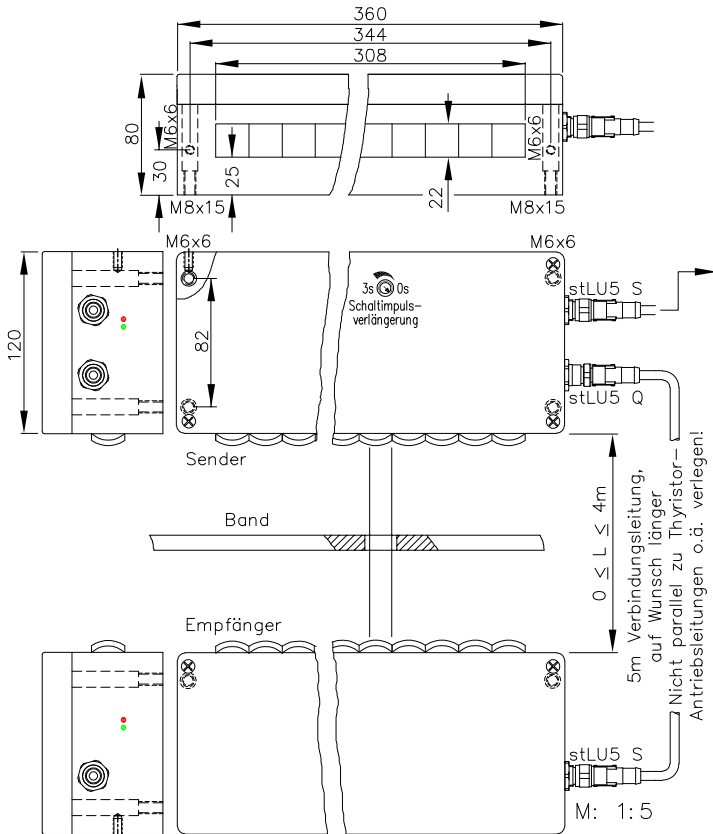 360
344
308
80
30
M6x6
25
22
M6x6
M8x15
M8x15
M6x6
M6x6
120
82
3s 0s
Schaltimpuls-
verlängerung
stLU5 S
stLU5 Q
Sender
Band
Empfänger
0 ≤ L ≤ 4m
5m Verbindungsleitung,
auf Wunsch länger
Nicht parallel zu Thyristor-
Antriebsleitungen o.ä. verlegen!
stLU5 S
M: 1:5